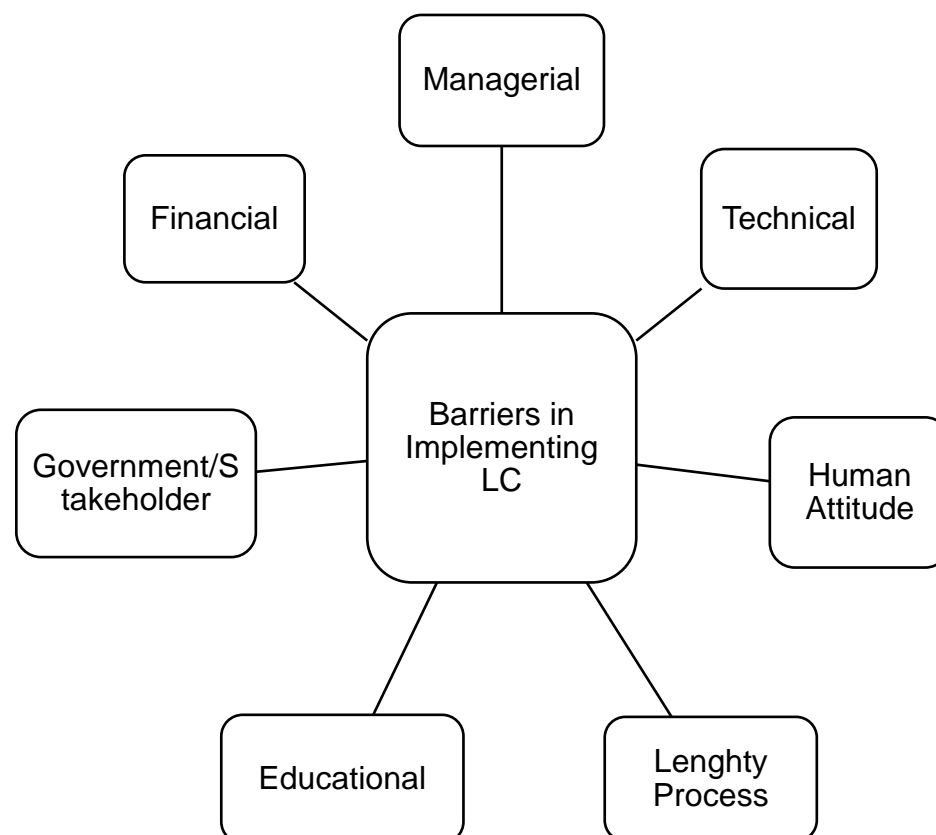 Managerial
Financial
Technical
Barriers in
Implementing
LC
Government/S
takeholder
Human
Attitude
Educational
Lenghty
Process